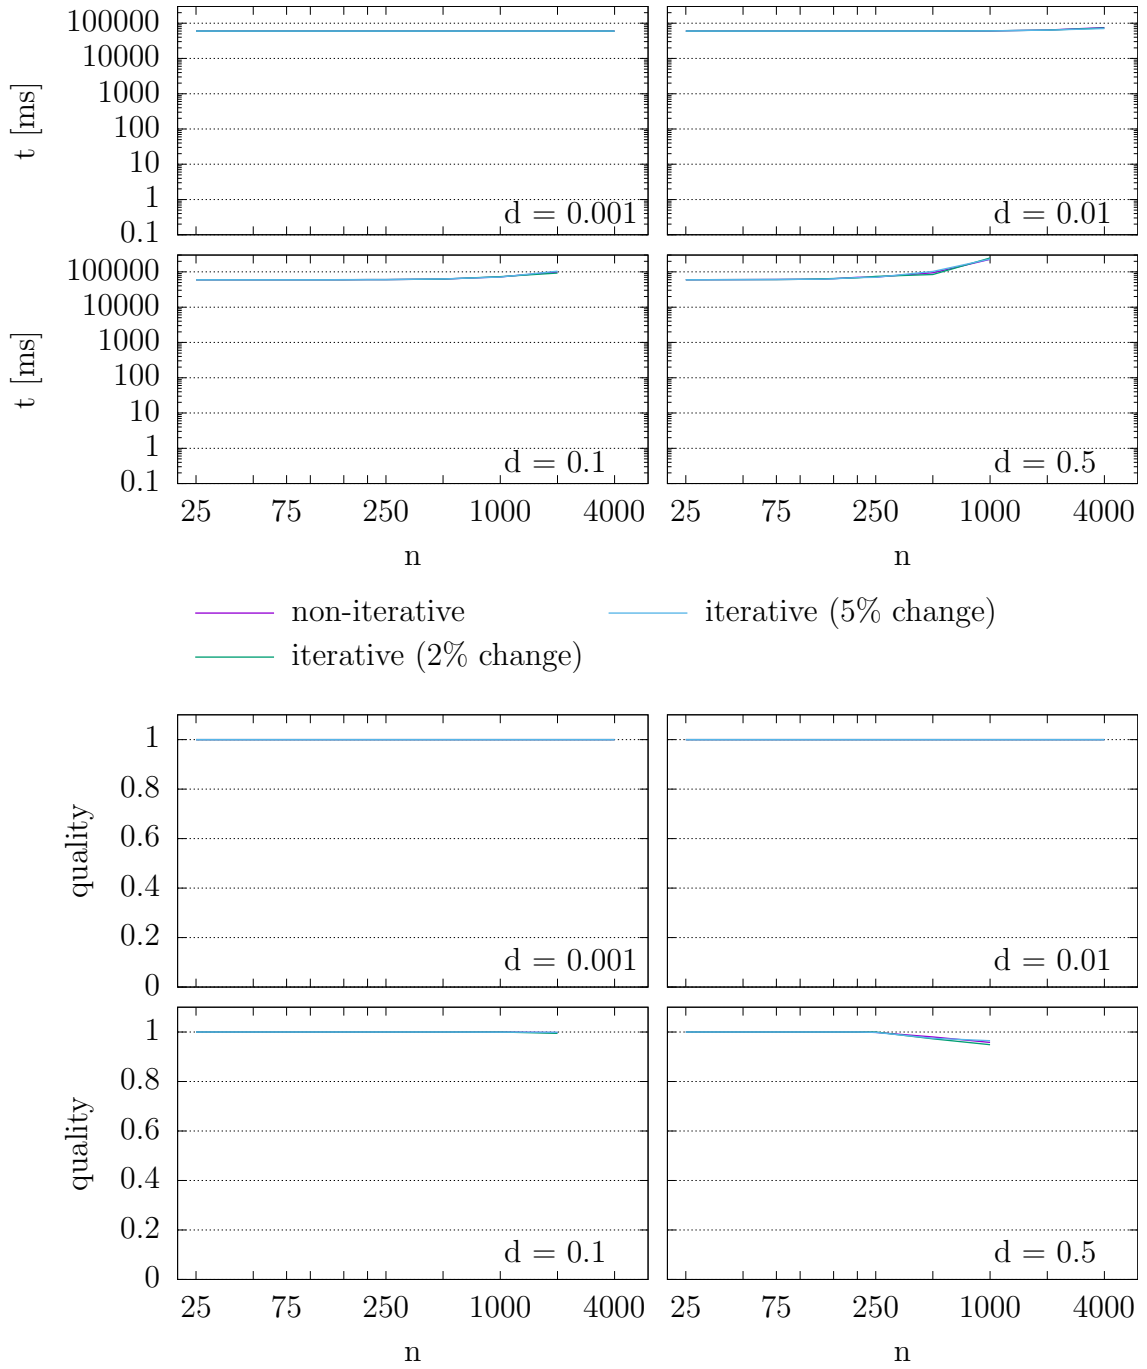 100000
10000
1000
100
10
1
0.1
t [ms]
d = 0.001
d = 0.01
100000
10000
1000
100
10
1
0.1
t [ms]
d = 0.1
d = 0.5
25 75 250 1000 4000
25 75 250 1000 4000
n
n
non-iterative
iterative (5% change)
iterative (2% change)
1
0.8
0.6
0.4
0.2
0
quality
d = 0.001
d = 0.01
1
0.8
0.6
0.4
0.2
0
quality
d = 0.1
d = 0.5
25 75 250 1000 4000
25 75 250 1000 4000
n
n